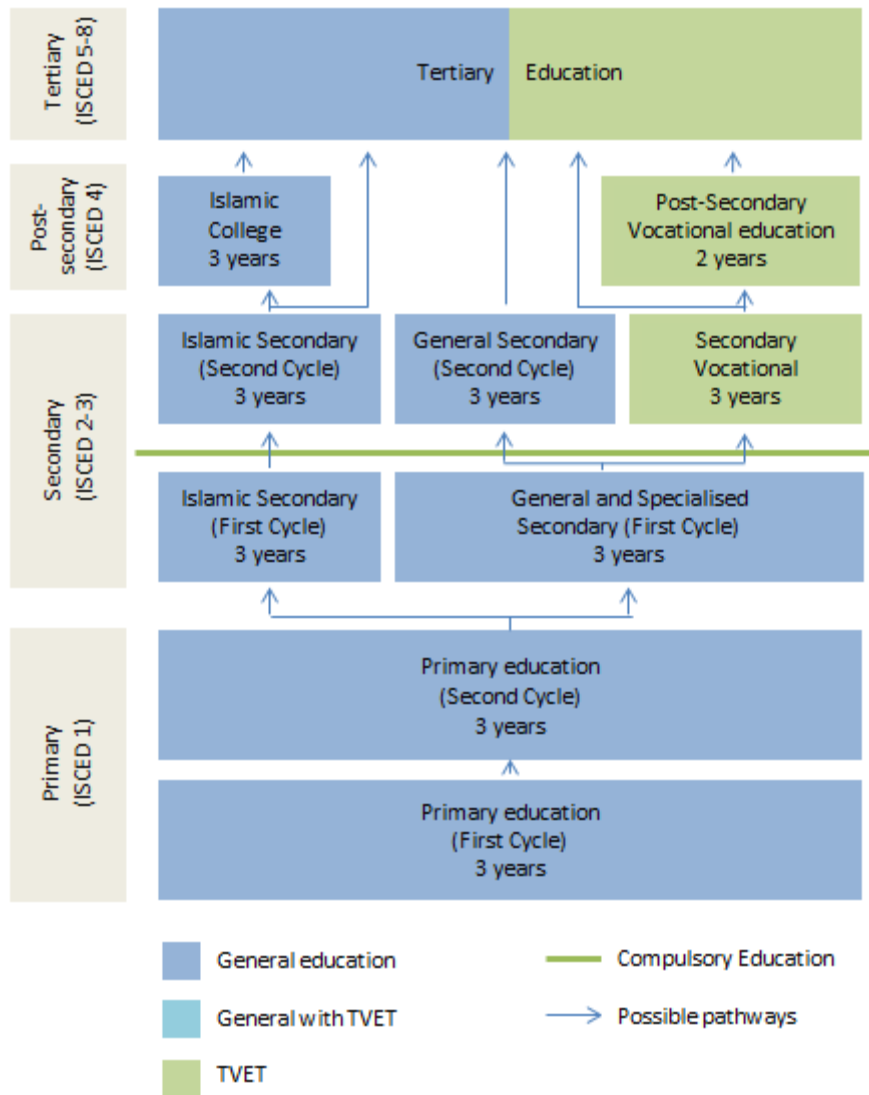 Tertiary
(ISCED 5-8)
Tertiary Education
Post-
secondary
(ISCED 4)
Islamic
College
3 years
Post-Secondary
Vocational education
2 years
Secondary
(ISCED 2-3)
Islamic Secondary
(Second Cycle)
3 years
General Secondary
(Second Cycle)
3 years
Secondary
Vocational
3 years
Islamic Secondary
(First Cycle)
3 years
General and Specialised
Secondary (First Cycle)
3 years
Primary
(ISCED 1)
Primary education
(Second Cycle)
3 years
Primary education
(First Cycle)
3 years
General education
Compulsory Education
General with TVET
Possible pathways
TVET